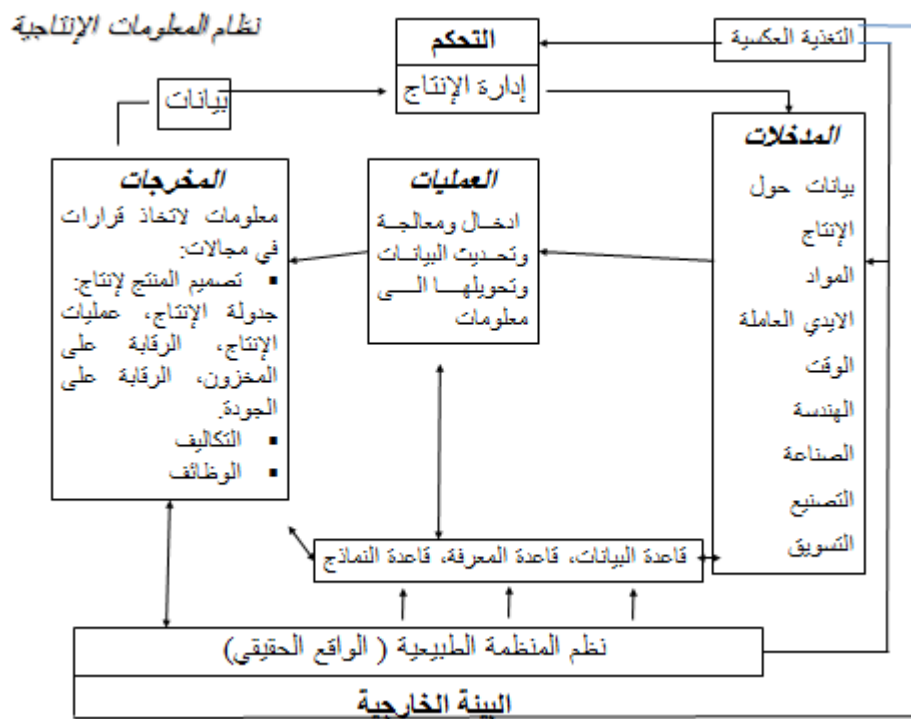 نظام المعلومات الإنتاجية
التحكم
إدارة الإنتاج
التغذية العكسية
بيانات
المدخلات
بيانات حول
الإنتاج
المواد
الايدي العاملة
الوقت
الهندسة
الصناعة
التصنيع
التسويق
العمليات
ادخال ومعالجة
وتحديث البيانات
وتحويلها الى
معلومات
المخرجات
معلومات لاتخاذ قرارات
في مجالات:
▪ تصميم المنتج لإنتاج:
جدولة الإنتاج، عمليات
الإنتاج، الرقابة على
المخزون، الرقابة على
الجودة.
▪ التكاليف
▪ الوظائف
قاعدة البيانات، قاعدة المعرفة، قاعدة النماذج
نظم المنظمة الطبيعية ( الواقع الحقيقي)
البيئة الخارجية